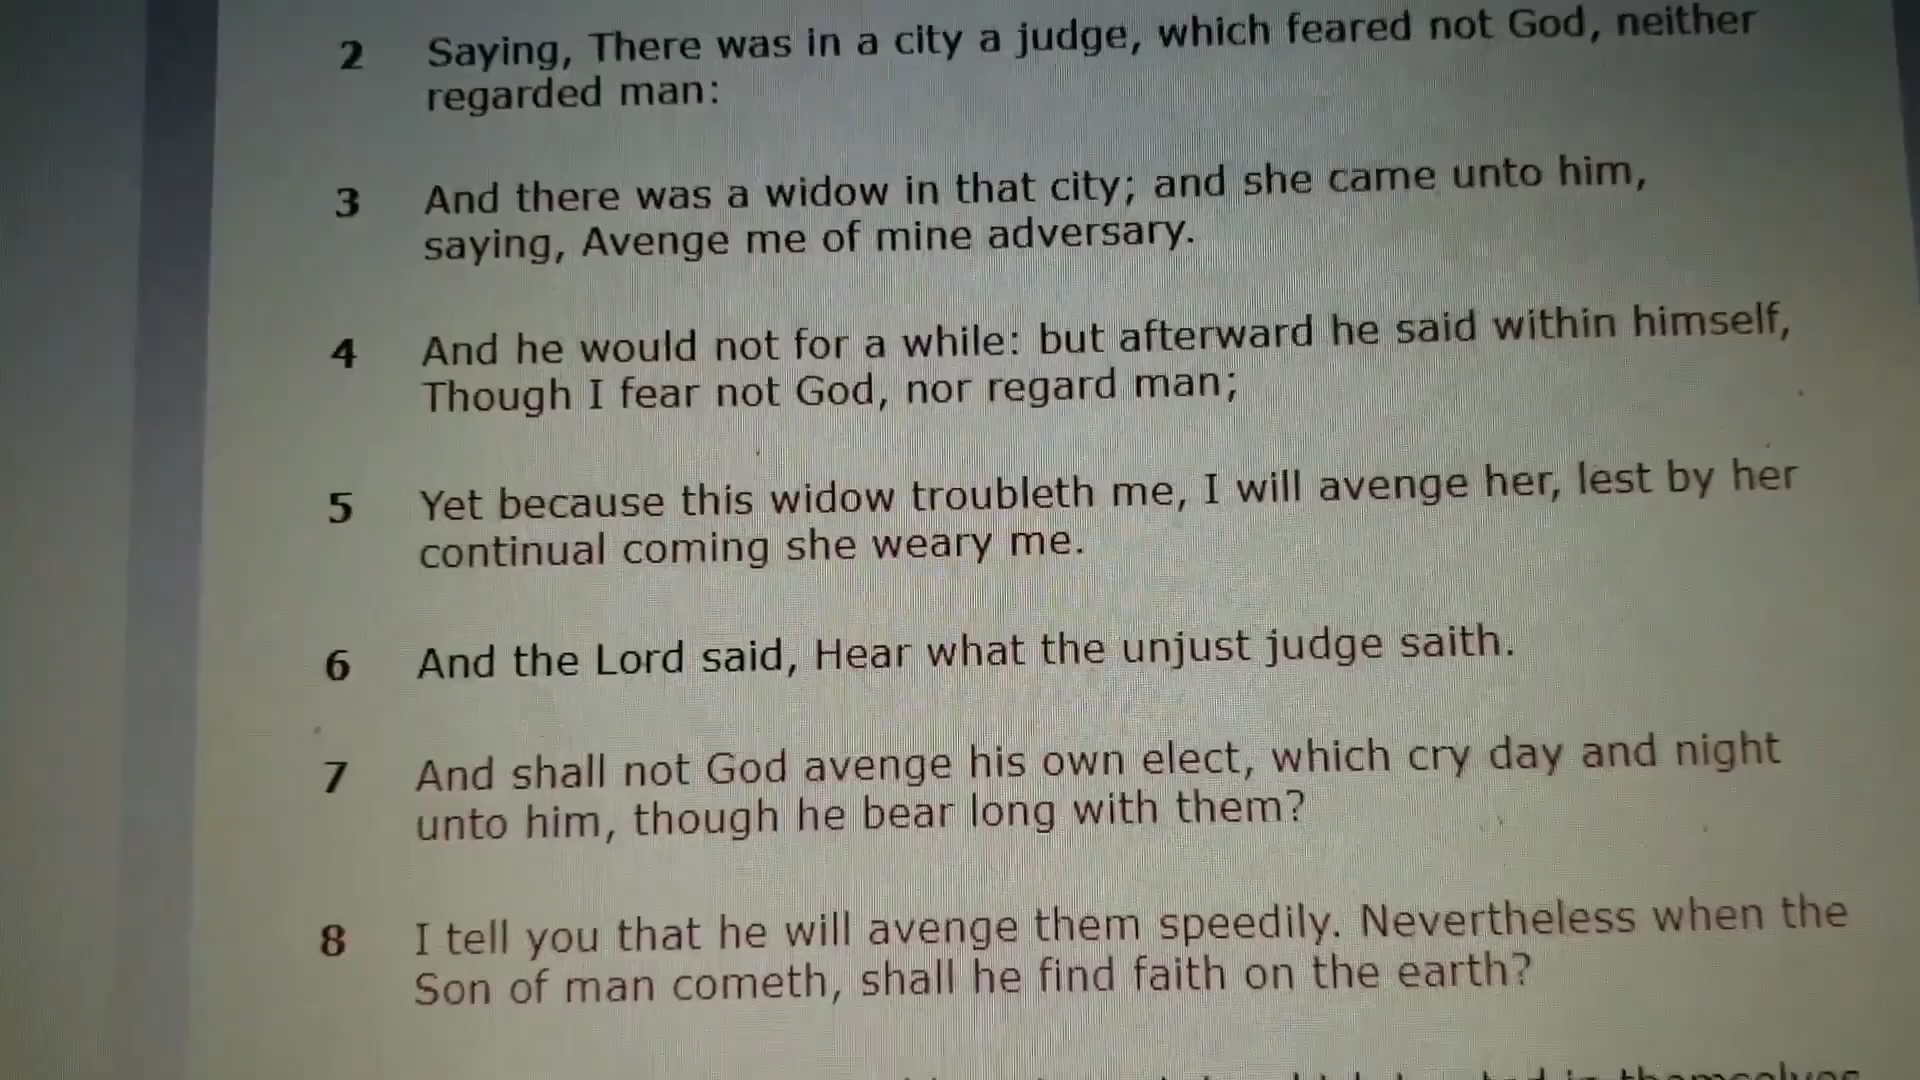 2 Saying, There was in a city a judge, which feared not God, neither
regarded man:
3 And there was a widow in that city; and she came unto him,
saying, Avenge me of mine adversary.
4 And he would not for a while: but afterward he said within himself,
Though I fear not God, nor regard man;
5 Yet because this widow troubleth me, I will avenge her, lest by her
continual coming she weary me.
6 And the Lord said, Hear what the unjust judge saith.
7 And shall not God avenge his own elect, which cry day and night
unto him, though he bear long with them?
8 I tell you that he will avenge them speedily. Nevertheless when the
Son of man cometh, shall he find faith on the earth?
in themselves